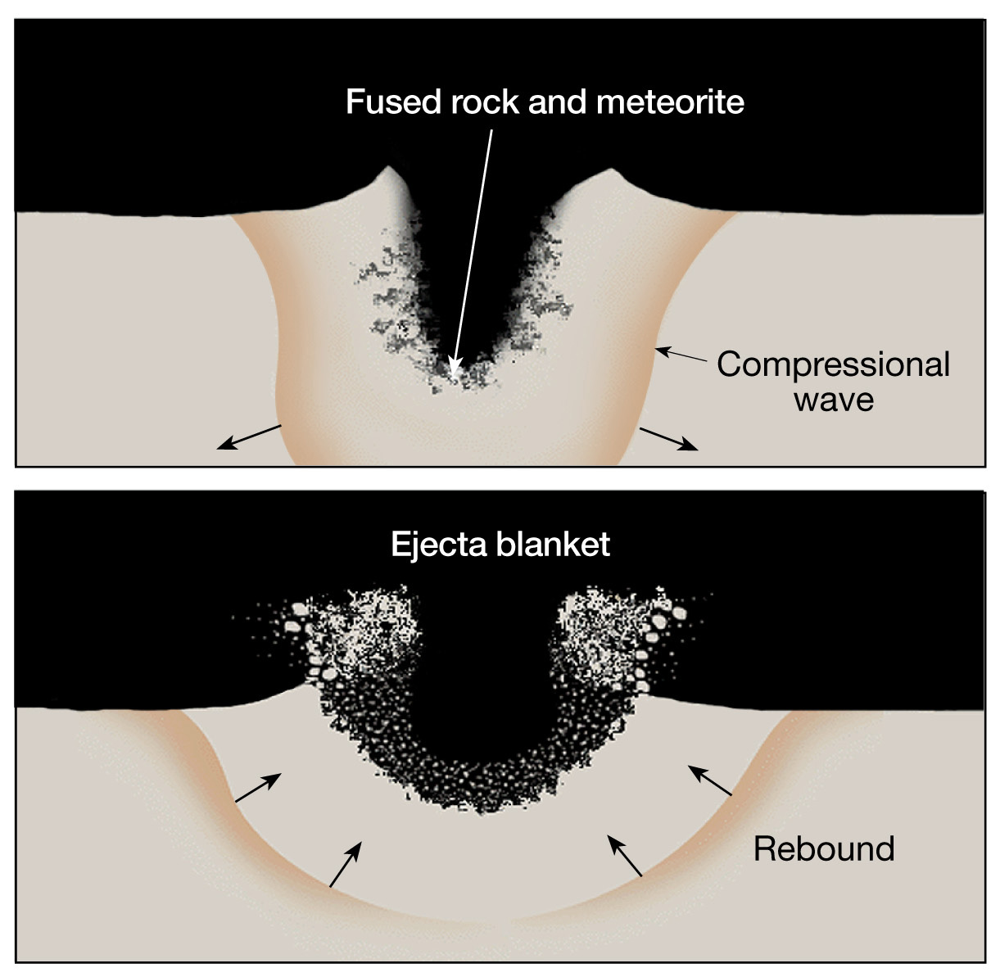 Fused rock and meteorite
Compressional
wave
Ejecta blanket
Rebound